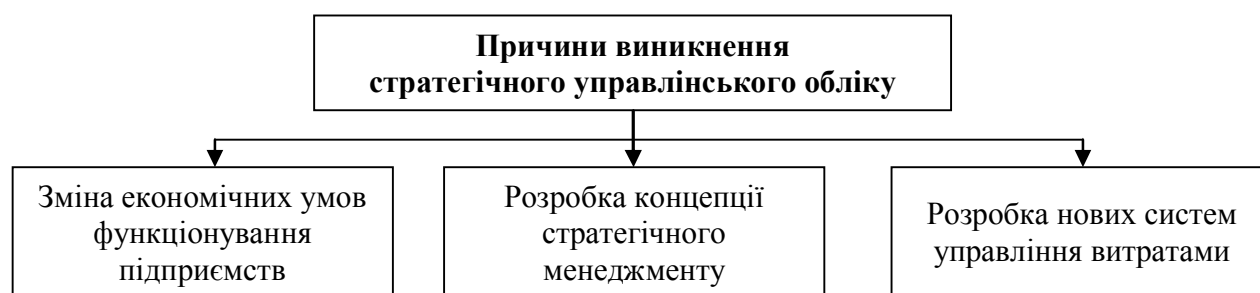 Причини виникнення
стратегічного управлінського обліку
Зміна економічних умов
функціонування
підприємств
Розробка концепції
стратегічного
менеджменту
Розробка нових систем
управління витратами